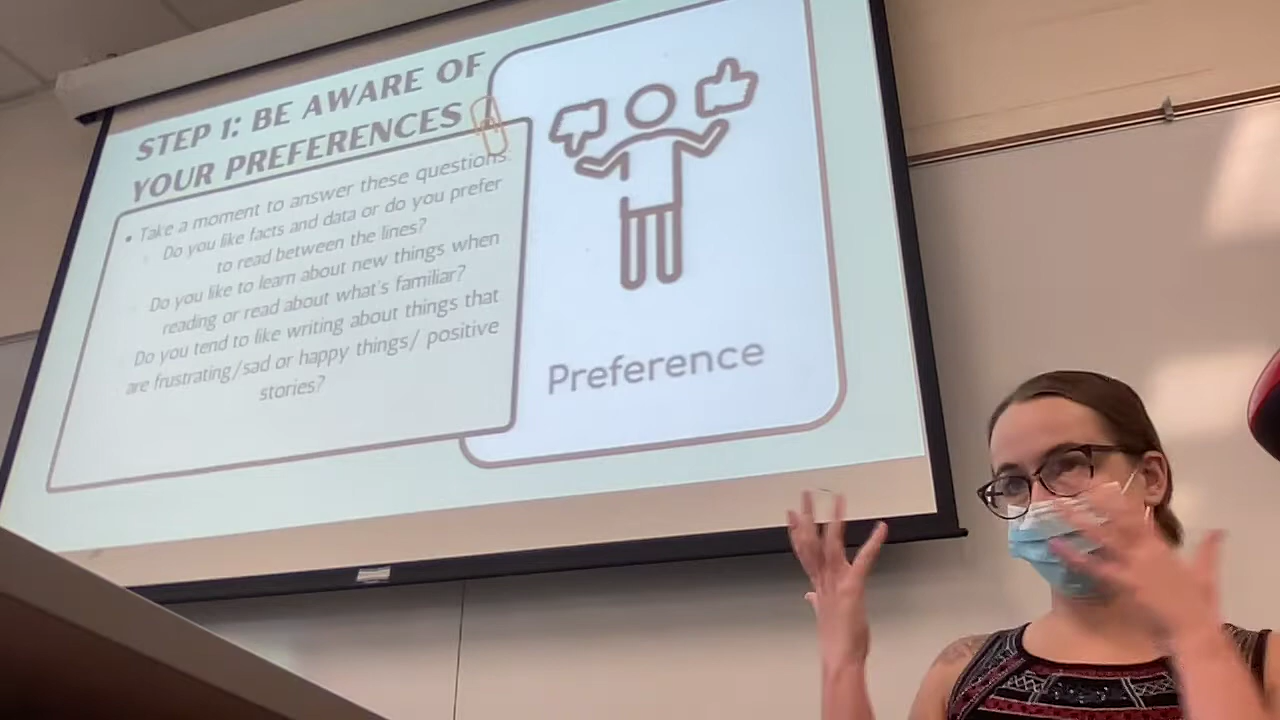 STEP 1: BE AWARE OF
YOUR PREFERENCES
• Take a moment to answer these questions:
Do you like facts and data or do you prefer
to read between the lines?
Do you like to learn about new things when
reading or read about what's familiar?
Do you tend to like writing about things that
are frustrating/sad or happy things/ positive
stories?
Preference